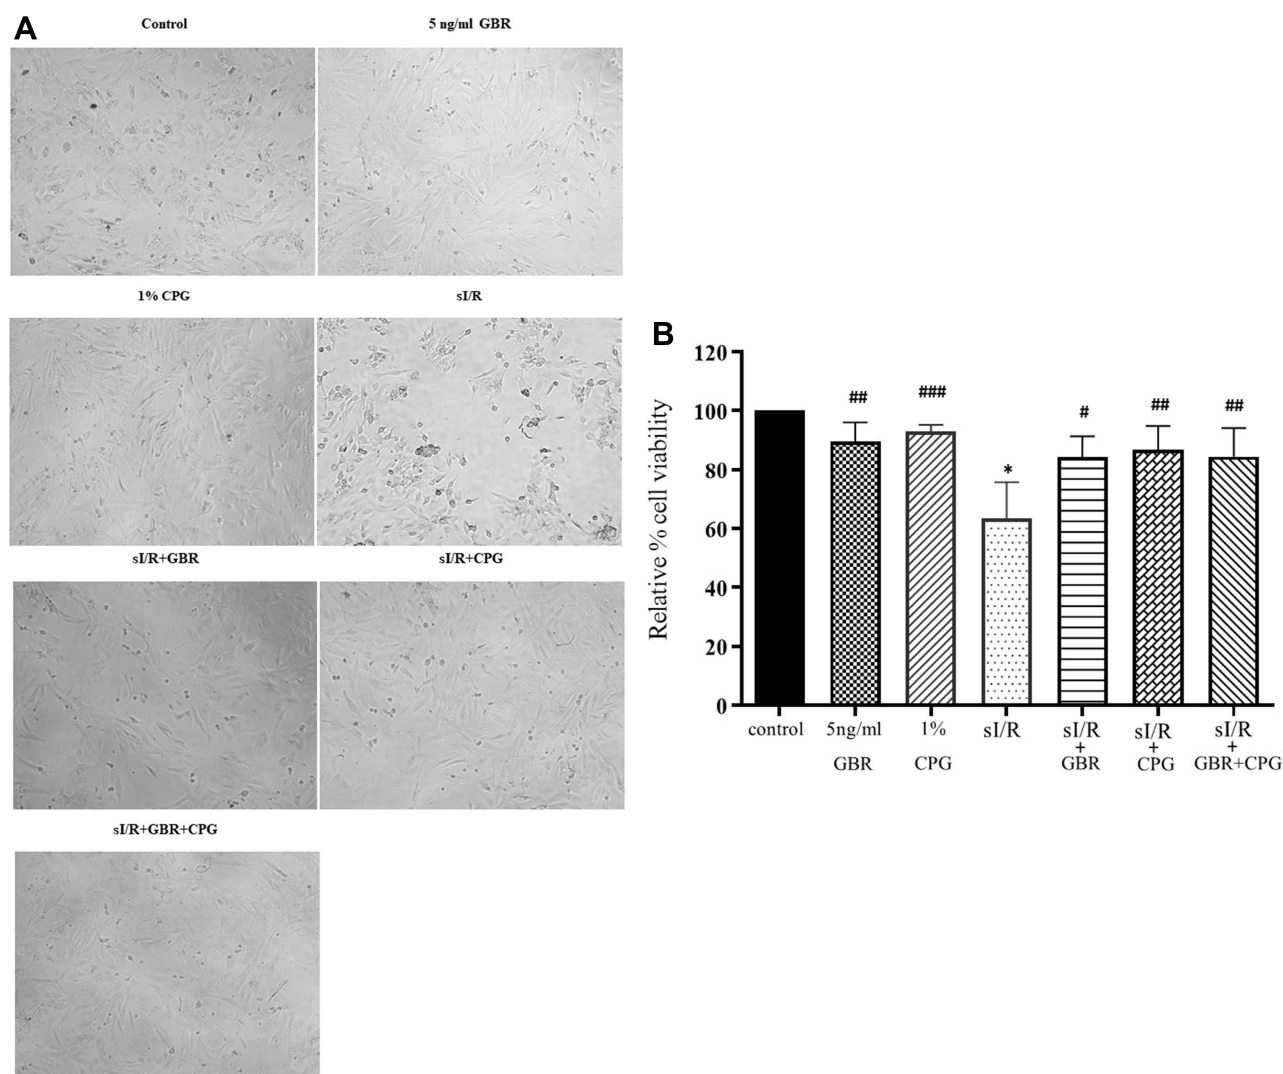 A
Control
5 ng/ml GBR
1% CPG
sI/R
sI/R+GBR
sI/R+CPG
sI/R+GBR+CPG
B
Relative % cell viability
120
100
80
60
40
20
0
##
###
*
#
##
##
control
5ng/ml
GBR
1%
CPG
sI/R
sI/R
+
GBR
sI/R
+
CPG
sI/R
+
GBR+CPG